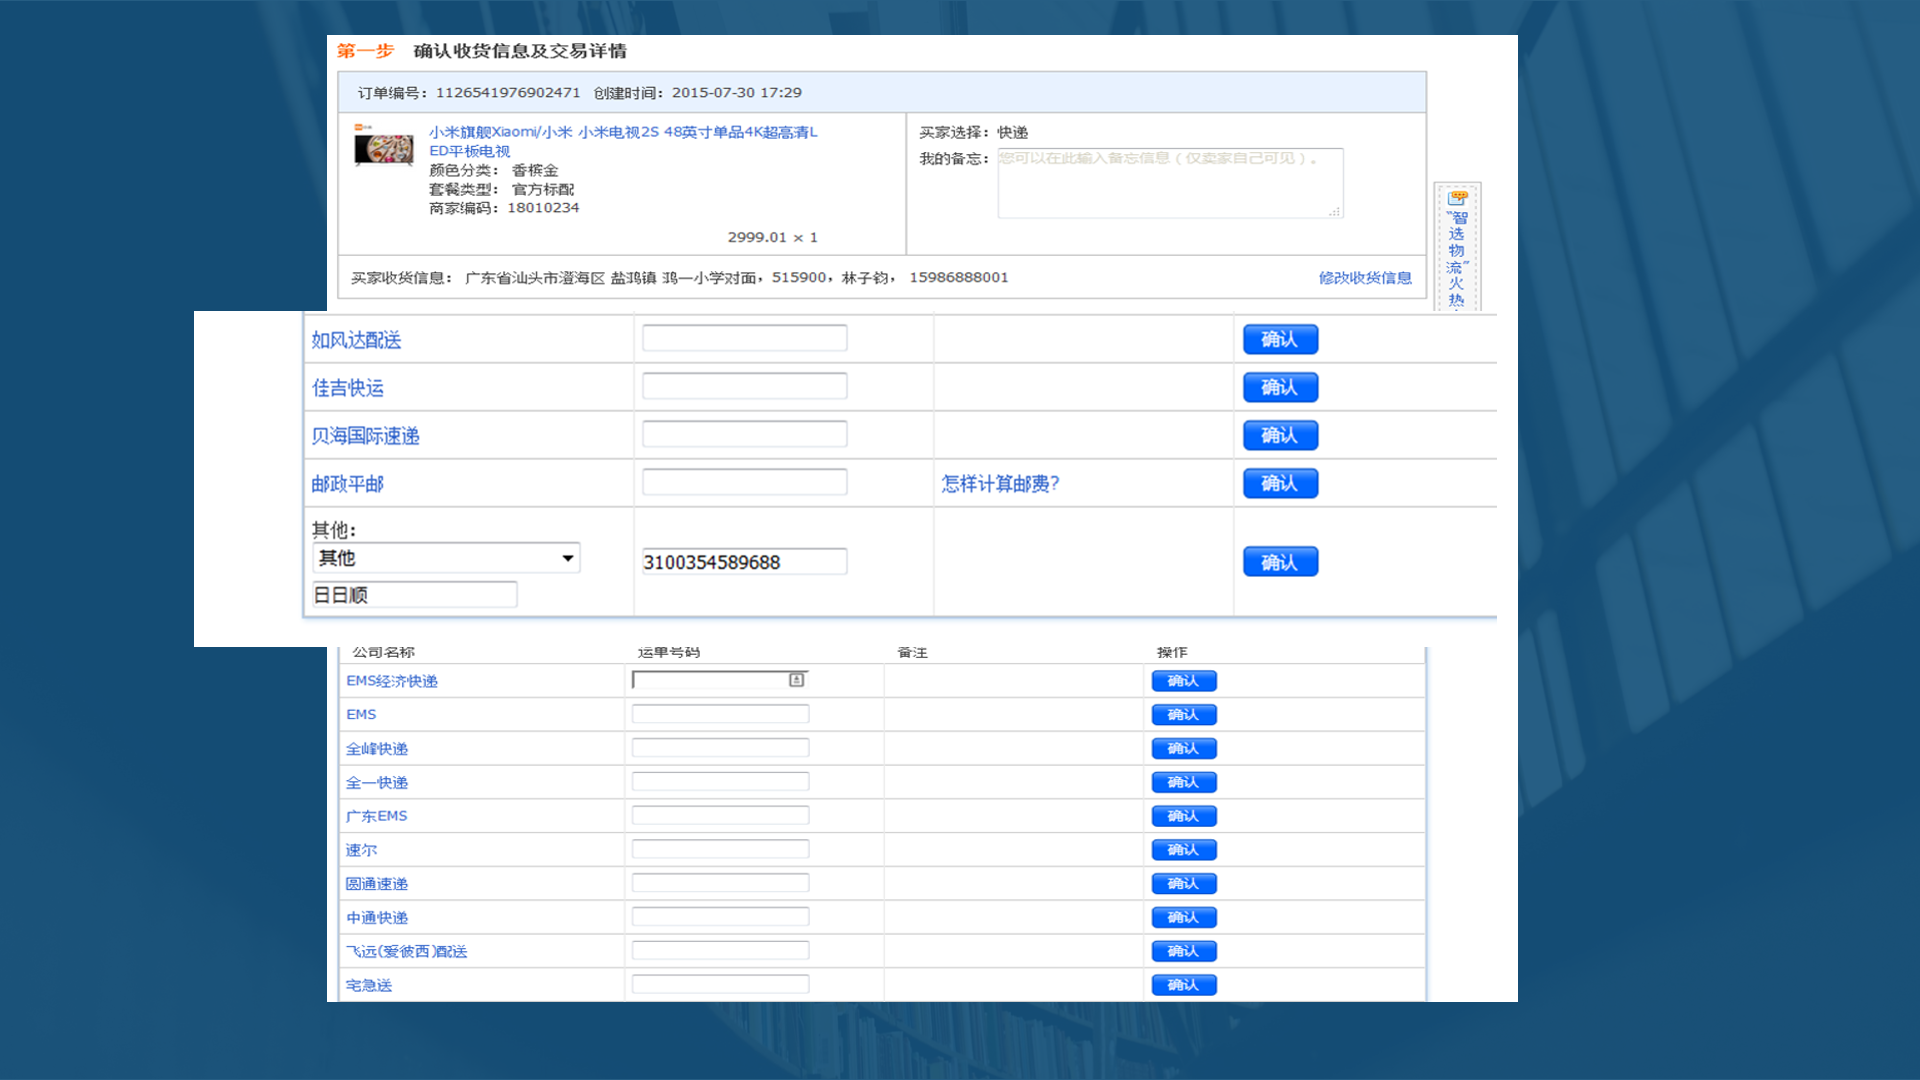 第一步 确认收货信息及交易详情
订单编号：1126541976902471 创建时间：2015-07-30 17:29
小米旗舰Xiaomi/小米 小米电视2S 48英寸单品4K超高清L
ED平板电视
颜色分类： 香槟金
套餐类型： 官方标配
商家编码：18010234
2999.01 × 1
买家选择：快递
我的备忘：您可以在此输入备忘信息（仅卖家自己可见）。
买家收货信息： 广东省汕头市澄海区 盐鸿镇 鸿一小学对面，515900，林子钧， 15986888001 修改收货信息
“智
选
物
流”
火
热
如风达配送 确认
佳吉快运 确认
贝海国际速递 确认
邮政平邮 怎样计算邮费? 确认
其他：
其他
3100354589688 确认
日日顺
公司名称 运单号码 备注 操作
EMS经济快递 确认
EMS 确认
全峰快递 确认
全一快递 确认
广东EMS 确认
速尔 确认
圆通速递 确认
中通快递 确认
飞远(爱彼西)配送 确认
宅急送 确认